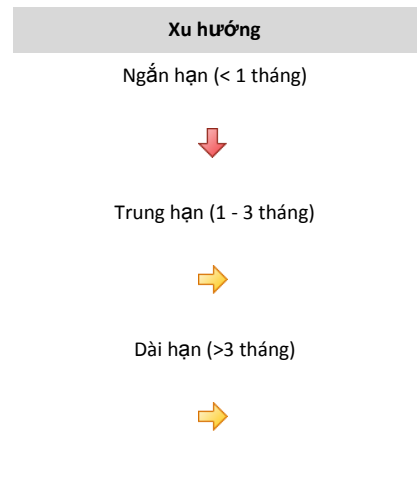 Xu hướng
Ngắn hạn (< 1 tháng)
Trung hạn (1 - 3 tháng)
Dài hạn (>3 tháng)